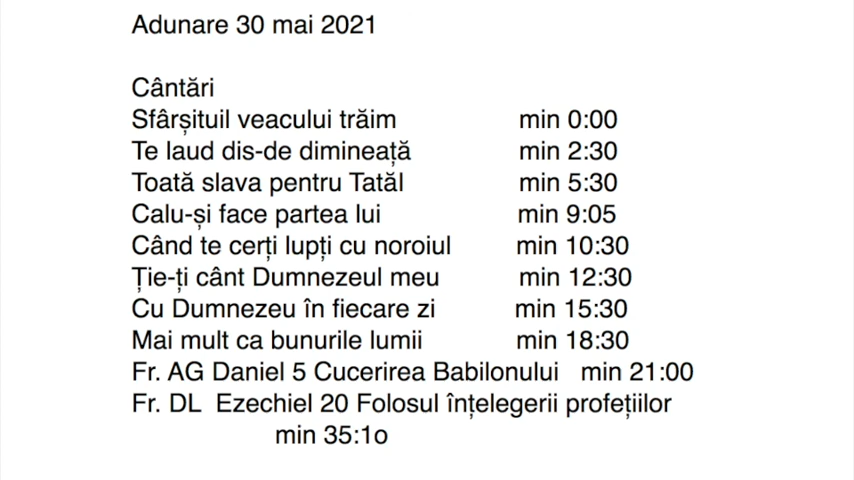 Adunare 30 mai 2021
Cântări
Sfârșituil veacului trăim min 0:00
Te laud dis-de dimineață min 2:30
Toată slava pentru Tatăl min 5:30
Calu-și face partea lui min 9:05
Când te cerți lupți cu noroiul min 10:30
Ție-ți cânt Dumnezeul meu min 12:30
Cu Dumnezeu în fiecare zi min 15:30
Mai mult ca bunurile lumii min 18:30
Fr. AG Daniel 5 Cucerirea Babilonului min 21:00
Fr. DL Ezechiel 20 Folosul înțelegerii profețiilor
min 35:1o